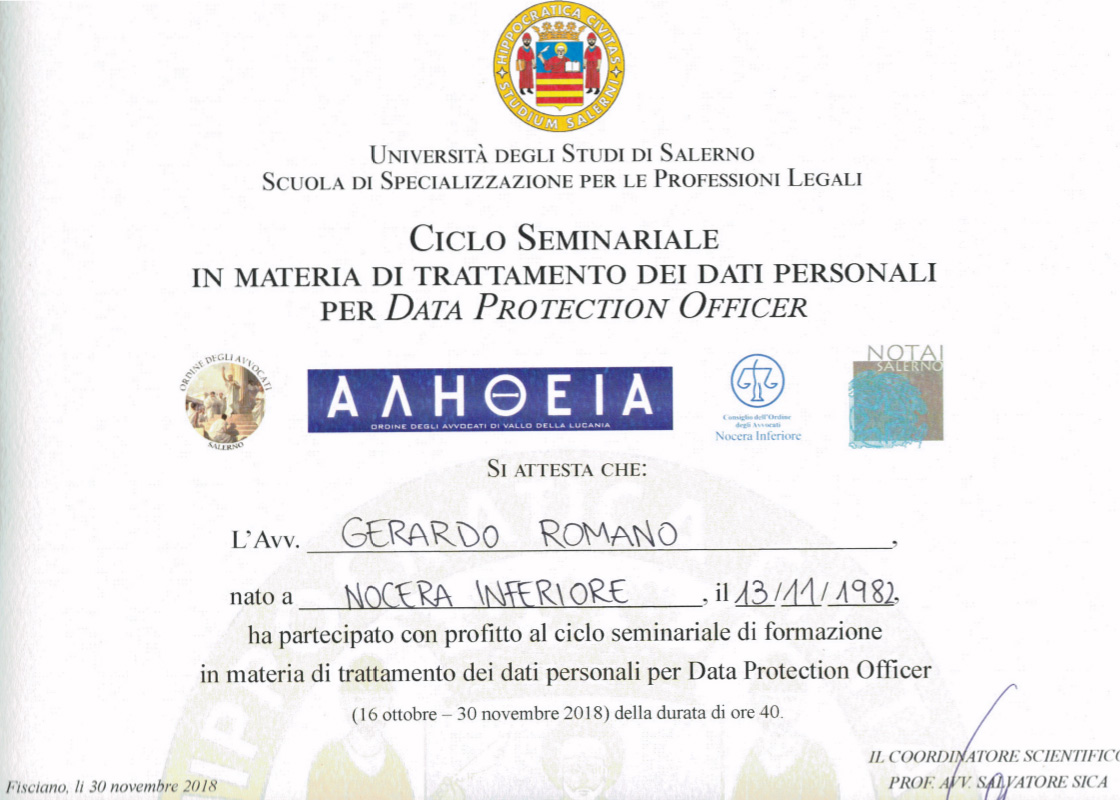 HIPPOCRATICA CIVITAS
STUDIUM SALERNI
UNIVERSITÀ DEGLI STUDI DI SALERNO
SCUOLA DI SPECIALIZZAZIONE PER LE PROFESSIONI LEGALI
CICLO SEMINARIALE
IN MATERIA DI TRATTAMENTO DEI DATI PERSONALI
PER DATA PROTECTION OFFICER
ORDINE DEGLI AVVOCATI
SALERNO
ΑΛΗΘΕΙΑ
ORDINE DEGLI AVVOCATI DI VALLO DELLA LUCANIA
Consiglio dell'Ordine
degli Avvocati
Nocera Inferiore
NOTAI
SALERNO
SI ATTESTA CHE:
L'Avv. GERARDO ROMANO,
nato a NOCERA INFERIORE, il 13/11/1982,
ha partecipato con profitto al ciclo seminariale di formazione
in materia di trattamento dei dati personali per Data Protection Officer
(16 ottobre – 30 novembre 2018) della durata di ore 40.
IL COORDINATORE SCIENTIFICO
Fisciano, li 30 novembre 2018
PROF. AVV. SALVATORE SICA